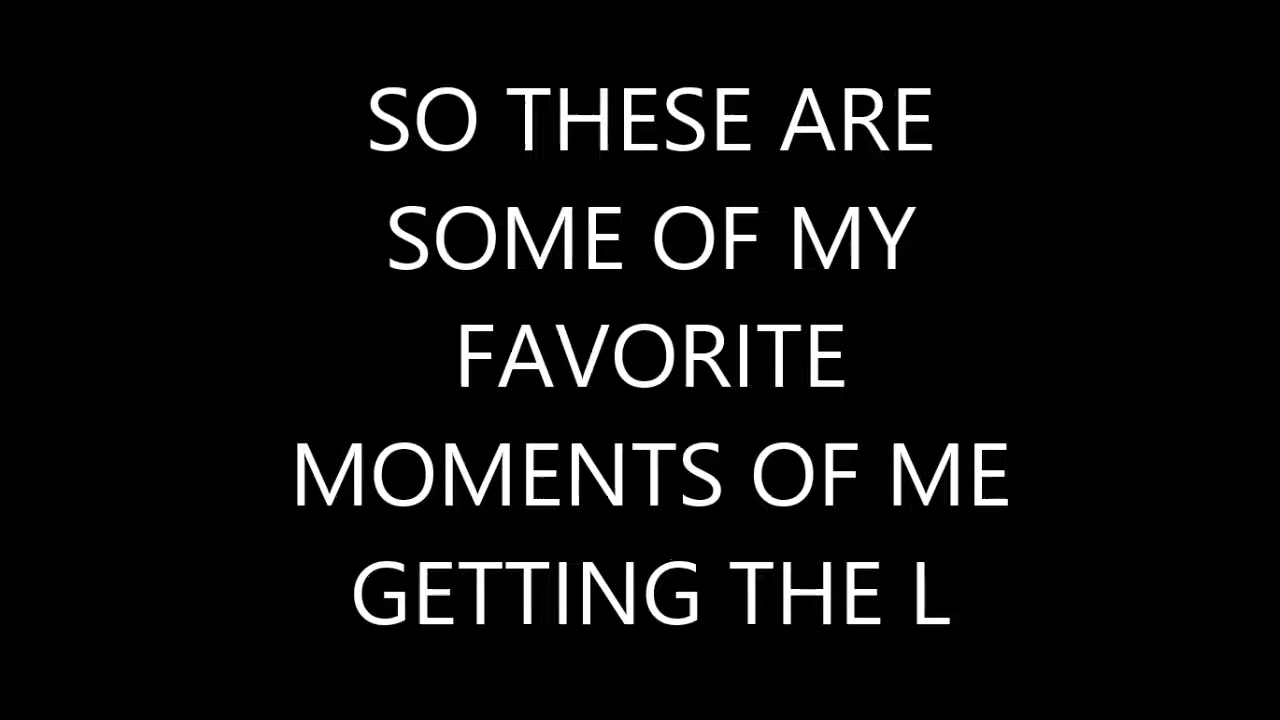 SO THESE ARE
SOME OF MY
FAVORITE
MOMENTS OF ME
GETTING THE L